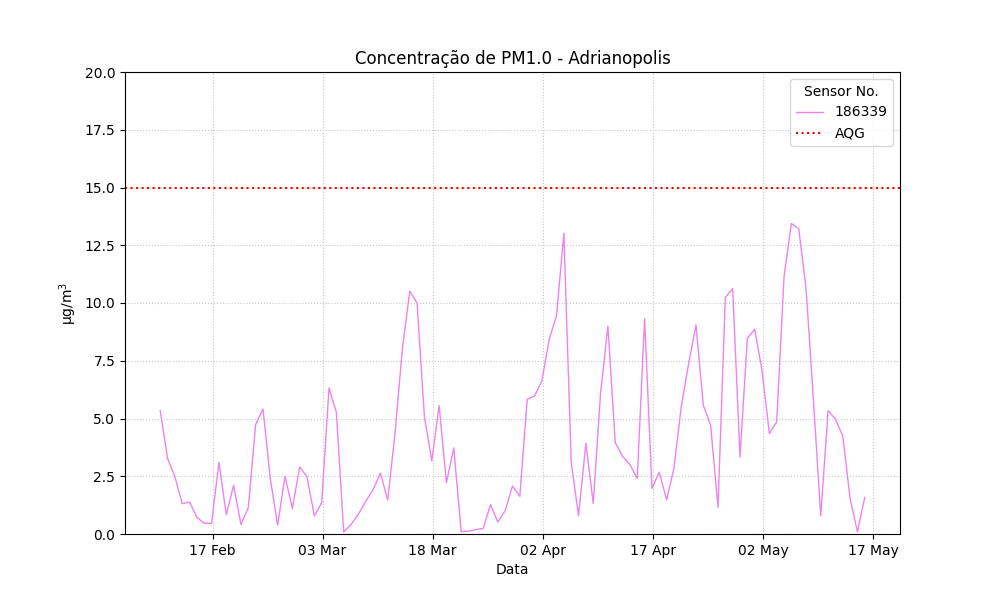 Concentração de PM1.0 - Adrianopolis
Sensor No.
186339
AQG
20.0
17.5
15.0
12.5
10.0
7.5
5.0
2.5
0.0
µg/m³
17 Feb
03 Mar
18 Mar
02 Apr
17 Apr
02 May
17 May
Data